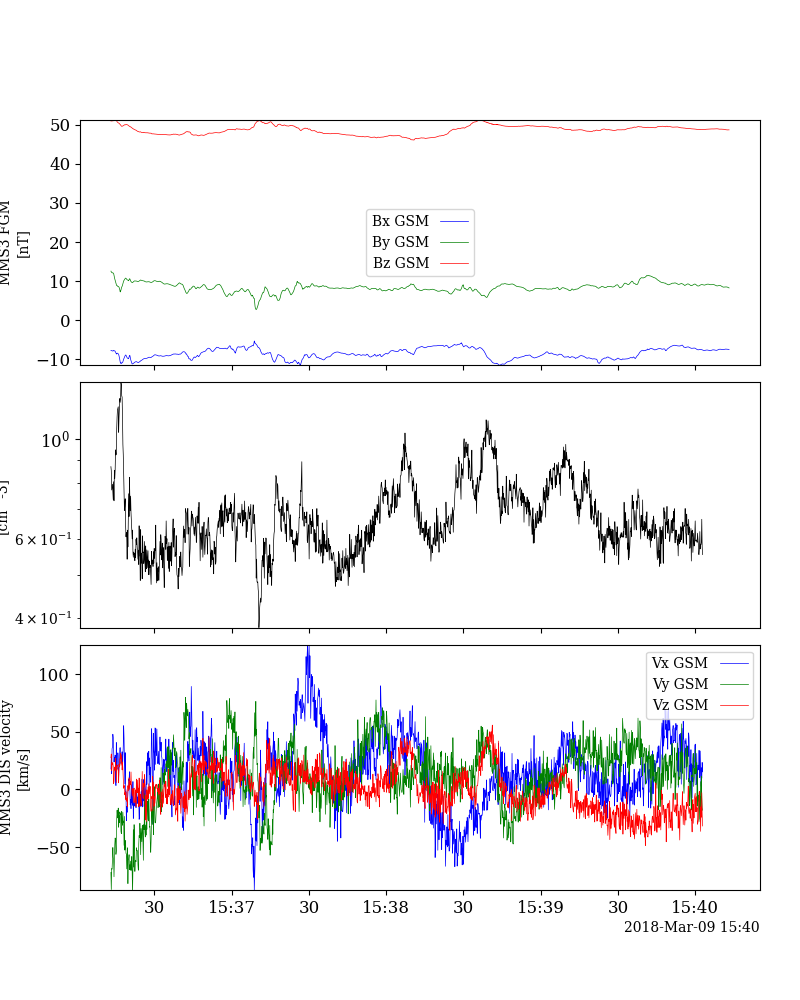 50
40
30
20
10
0
−10
MMS3 FGM
[nT]
Bx GSM
By GSM
Bz GSM
10⁰
6 × 10⁻¹
4 × 10⁻¹
100
50
0
−50
MMS3 DIS velocity
[km/s]
Vx GSM
Vy GSM
Vz GSM
30 15:37 30 15:38 30 15:39 30 15:40
2018-Mar-09 15:40